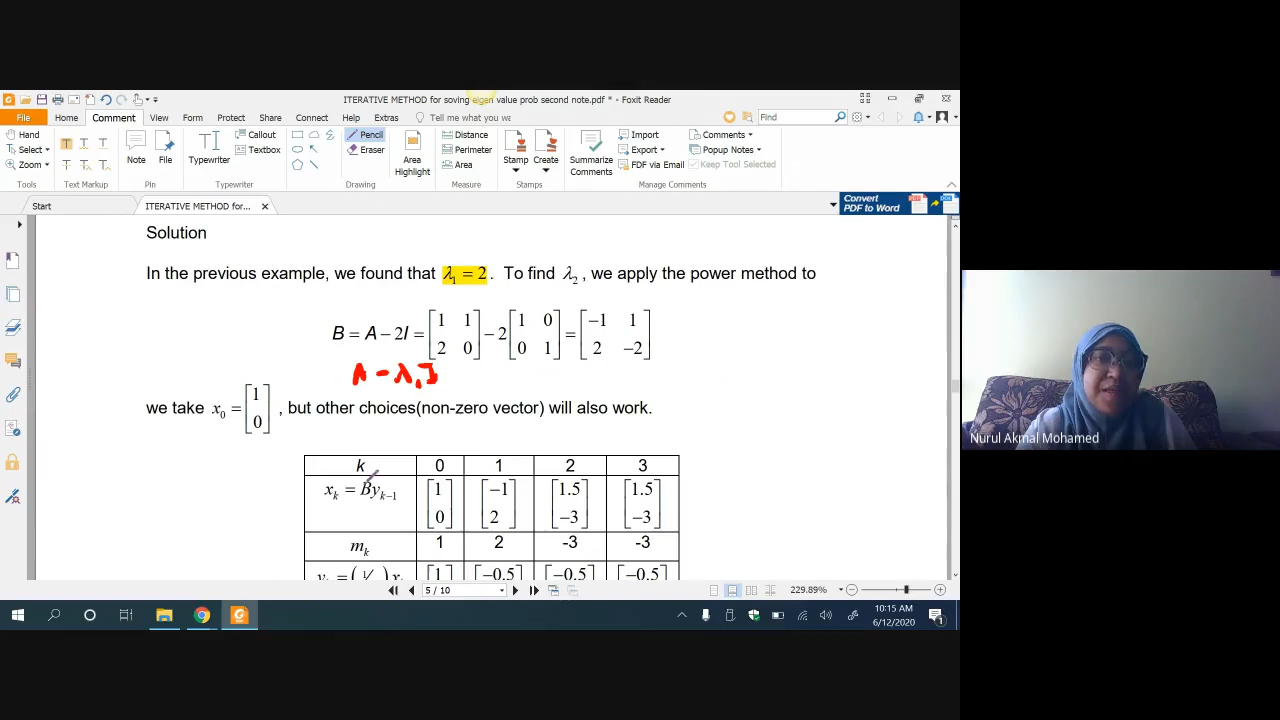 ITERATIVE METHOD for soving eigen value prob second note.pdf * - Foxit Reader
File Home Comment View Form Protect Share Connect Help Extras Tell me what you w Find
Hand
Select
Zoom
Tools
Text Markup
Note
File
Pin
Typewriter
Callout
Textbox
Typewriter
Pencil
Eraser
Drawing
Area Highlight
Distance
Perimeter
Area
Measure
Stamp
Create
Stamps
Summarize Comments
Import
Export
FDF via Email
Comments
Popup Notes
Keep Tool Selected
Manage Comments
Start ITERATIVE METHOD for...
Convert PDF to Word
Solution
In the previous example, we found that λ₁ = 2 . To find λ₂ , we apply the power method to
B = A − 2I = [1 1; 2 0] − 2 [1 0; 0 1] = [−1 1; 2 −2]
A − λ₁I
we take x₀ = [1; 0] , but other choices(non-zero vector) will also work.
k 0 1 2 3
xₖ = Byₖ₋₁ [1; 0] [−1; 2] [1.5; −3] [1.5; −3]
mₖ 1 2 -3 -3
[1 [−0.5] [−0.5] [−0.5]
5 / 10
229.89%
10:15 AM
6/12/2020
Nurul Akmal Mohamed